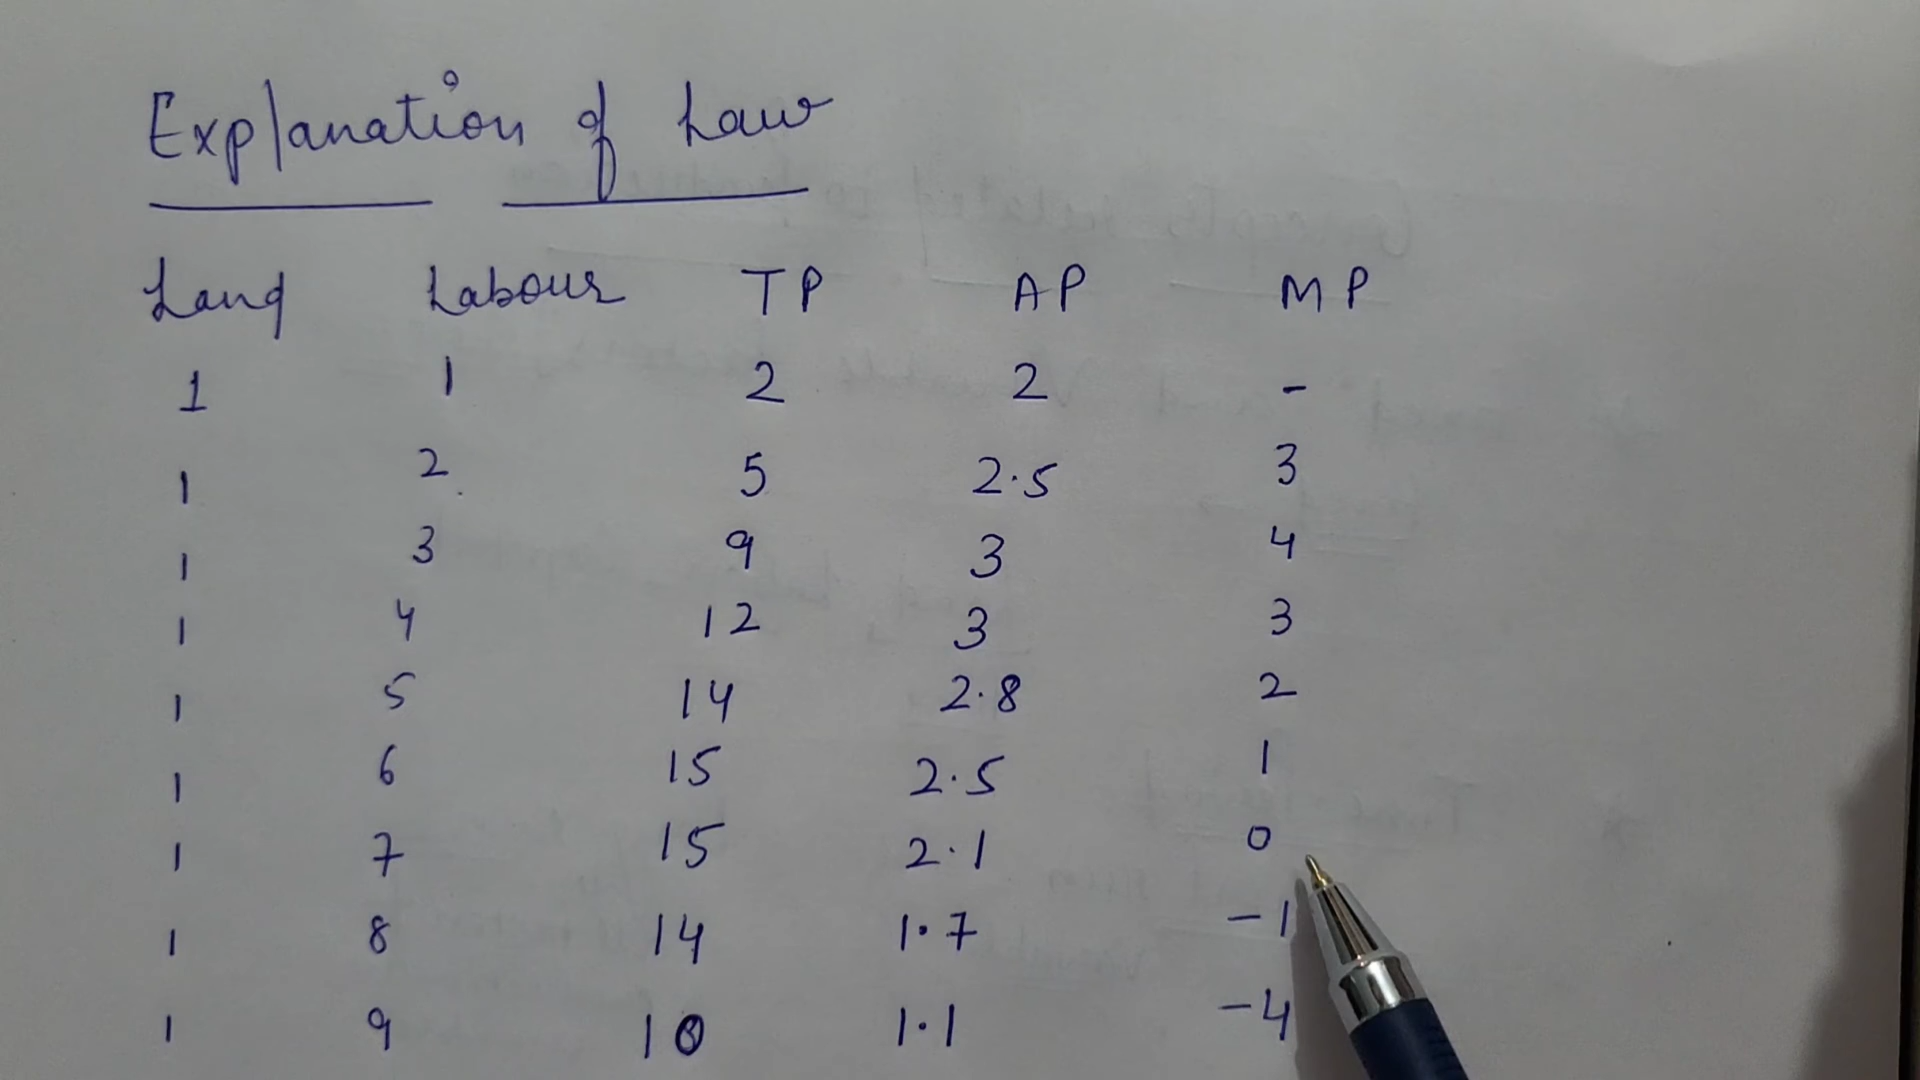 Explanation of Law
Land Labour TP AP MP
1 1 2 2 -
1 2 5 2.5 3
1 3 9 3 4
1 4 12 3 3
1 5 14 2.8 2
1 6 15 2.5 1
1 7 15 2.1 0
1 8 14 1.7 -1
1 9 10 1.1 -4